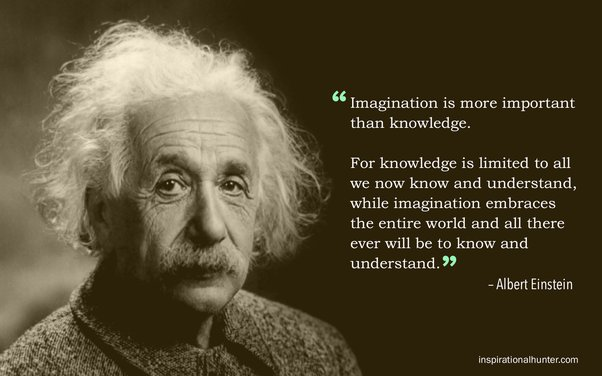 “ Imagination is more important
than knowledge.
For knowledge is limited to all
we now know and understand,
while imagination embraces
the entire world and all there
ever will be to know and
understand. ”
– Albert Einstein
inspirationalhunter.com